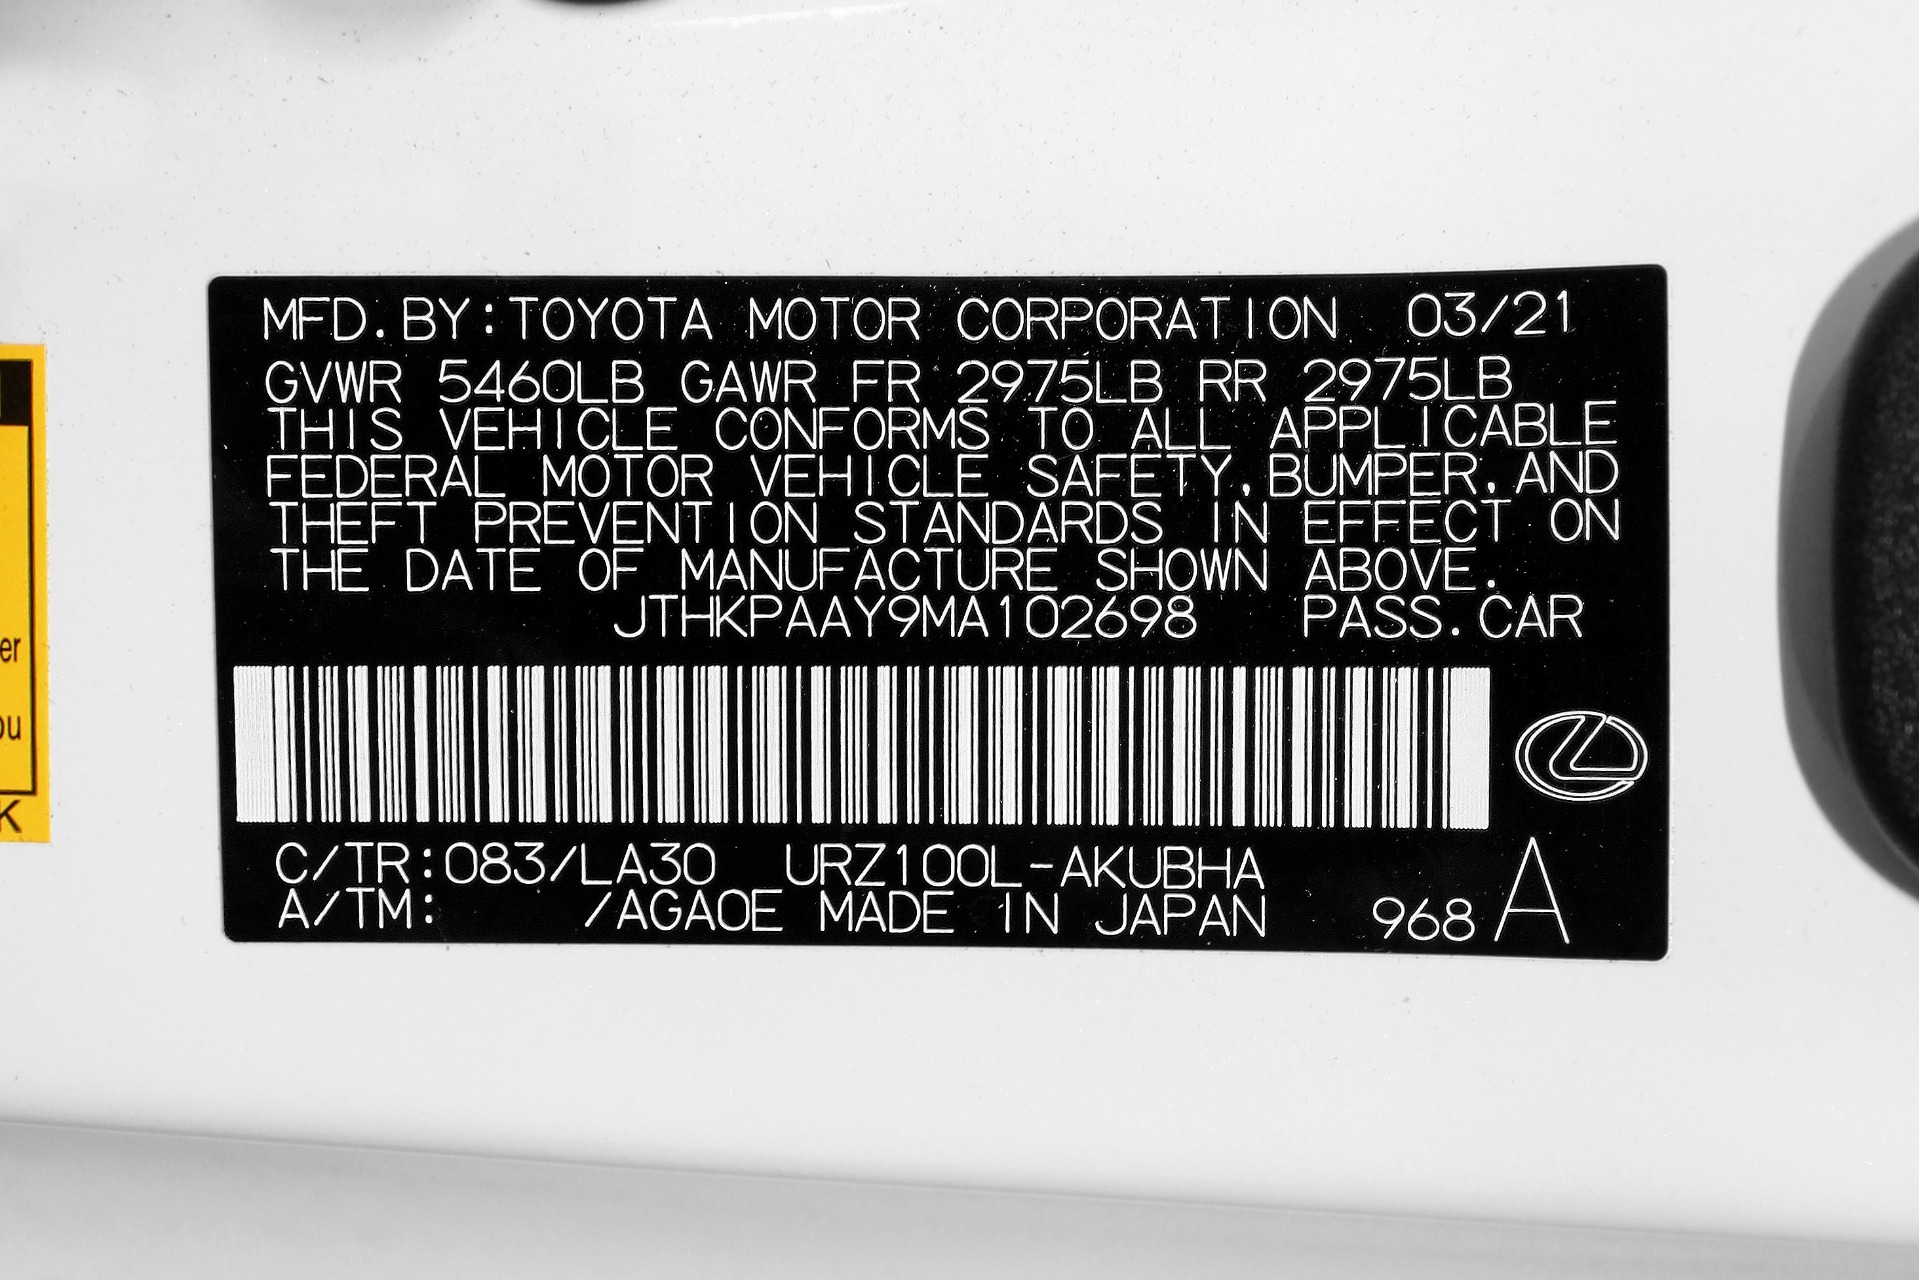 MFD. BY: TOYOTA MOTOR CORPORATION 03/21
GVWR 5460LB GAWR FR 2975LB RR 2975LB
THIS VEHICLE CONFORMS TO ALL APPLICABLE
FEDERAL MOTOR VEHICLE SAFETY, BUMPER, AND
THEFT PREVENTION STANDARDS IN EFFECT ON
THE DATE OF MANUFACTURE SHOWN ABOVE.
JTHKPAAY9MA102698 PASS. CAR
C/TR: 083/LA30 URZ100L-AKUBHA
A/TM: /AGA0E MADE IN JAPAN 968 A
er
ou
K